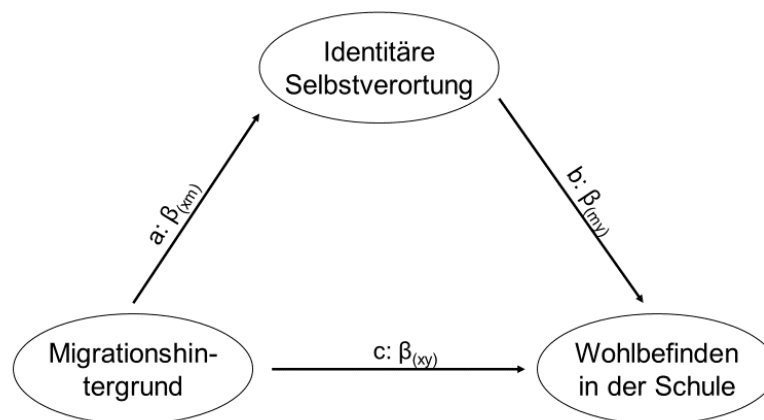 Identitäre
Selbstverortung
a: β(xm)
b: β(my)
Migrationshin-
tergrund
c: β(xy)
Wohlbefinden
in der Schule